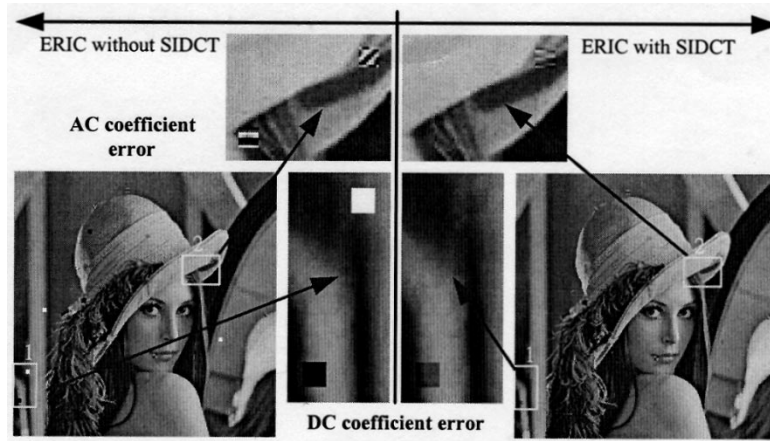 ERIC without SIDCT
ERIC with SIDCT
AC coefficient
error
2
2
1
1
DC coefficient error